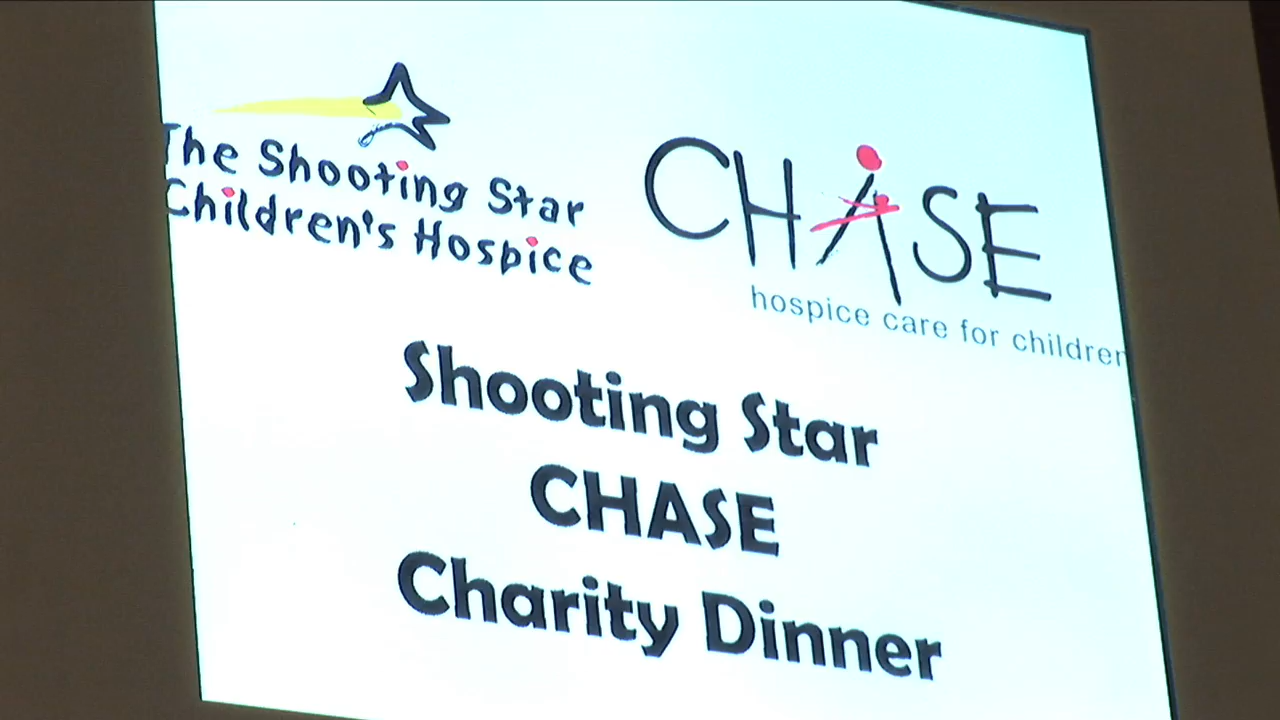 The Shooting Star
Children's Hospice
CHASE
hospice care for children
Shooting Star
CHASE
Charity Dinner